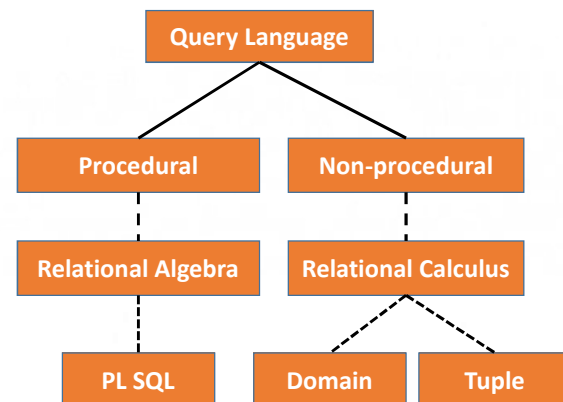 Query Language
Procedural
Non-procedural
Relational Algebra
Relational Calculus
PL SQL
Domain
Tuple